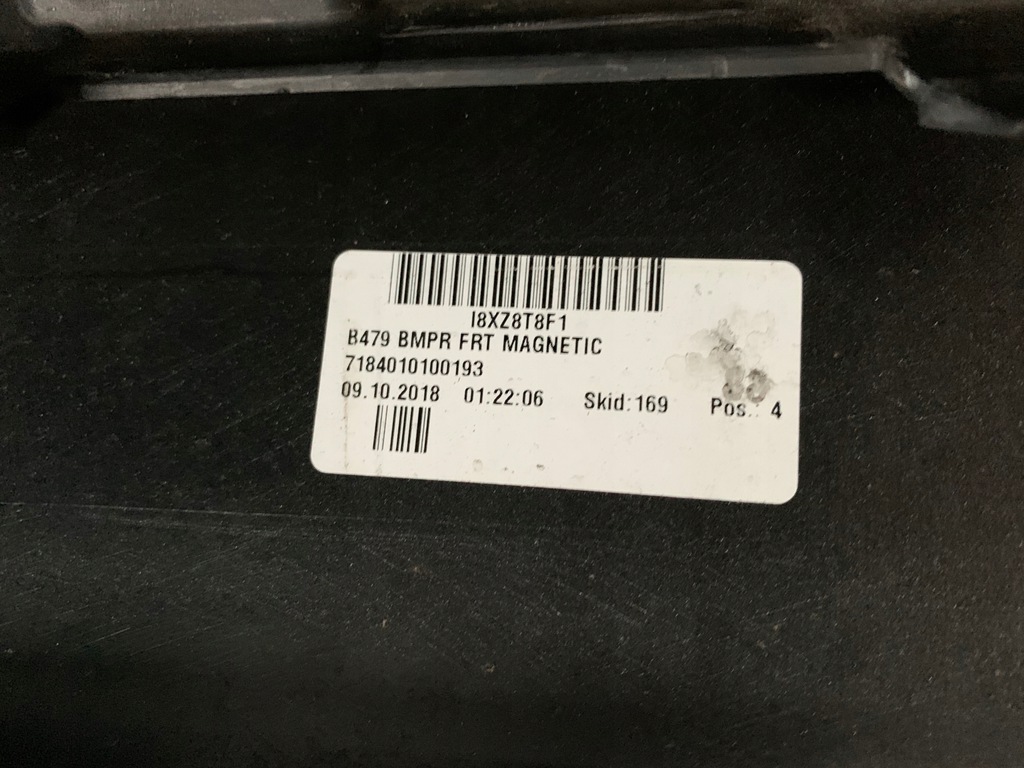 I8XZ8T8F1
B479 BMPR FRT MAGNETIC
7184010100193
09.10.2018 01:22:06 Skid:169 Pos.: 4